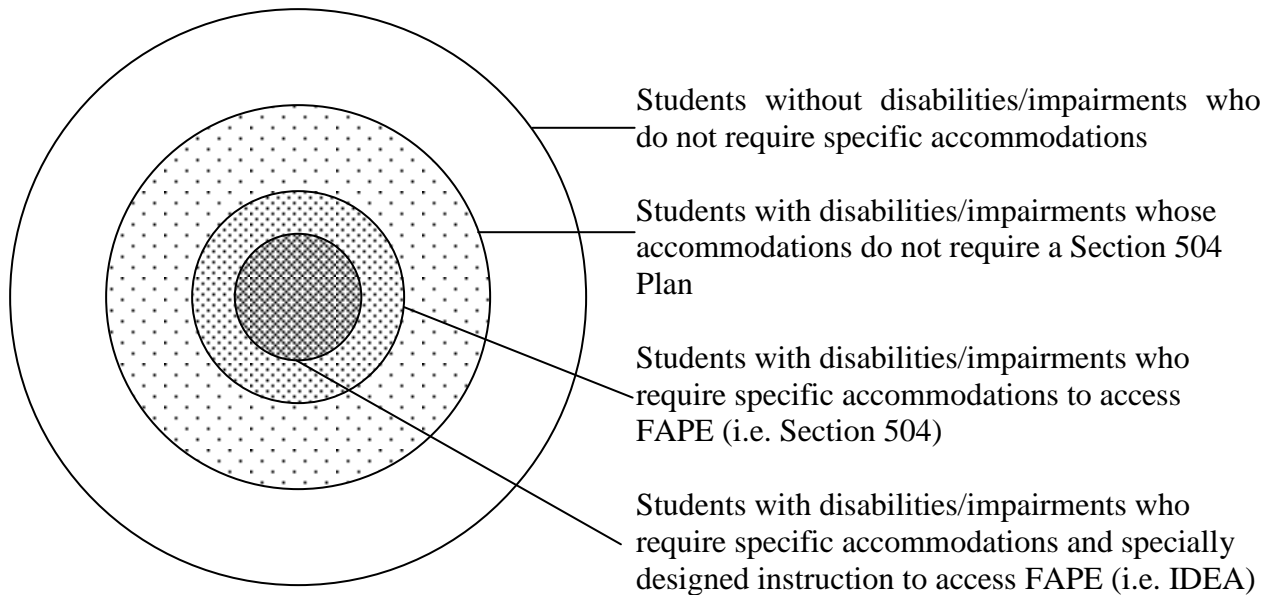 Students without disabilities/impairments who
do not require specific accommodations
Students with disabilities/impairments whose
accommodations do not require a Section 504
Plan
Students with disabilities/impairments who
require specific accommodations to access
FAPE (i.e. Section 504)
Students with disabilities/impairments who
require specific accommodations and specially
designed instruction to access FAPE (i.e. IDEA)